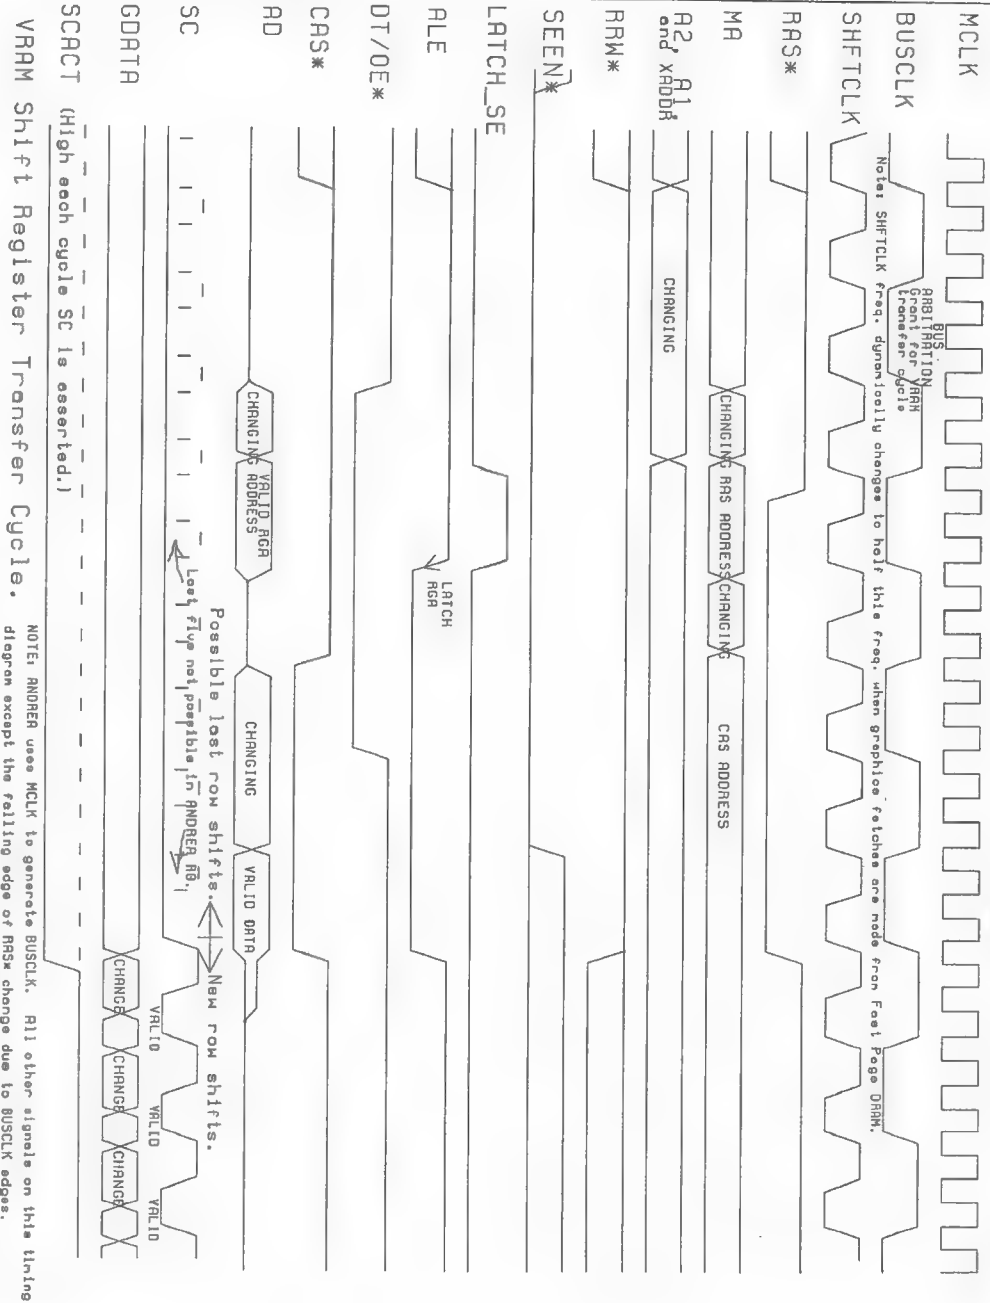 MCLK
BUSCLK
BUS
ARBITRATION
Grant for VRAM
transfer cycle
Note: SHFTCLK freq. dynamically changes to half this freq. when graphics fetches are made from Fast Page DRAM.
SHFTCLK
RAS*
MA
CHANGING
RAS ADDRESS
CHANGING
CAS ADDRESS
A2, A1,
and XADDR
CHANGING
RRW*
SEEN*
LATCH_SE
ALE
LATCH
RGA
DT/OE*
CAS*
AD
CHANGING
VALID RGA
ADDRESS
CHANGING
VALID DATA
Possible last row shifts.
New row shifts.
Last five not possible in ANDREA R0.
SC
VALID
VALID
VALID
GDATA
CHANGE
CHANGE
CHANGE
SCACT (High each cycle SC is asserted.)
VRAM Shift Register Transfer Cycle.
NOTE: ANDREA uses MCLK to generate BUSCLK. All other signals on this timing
diagram except the falling edge of RAS* change due to BUSCLK edges.